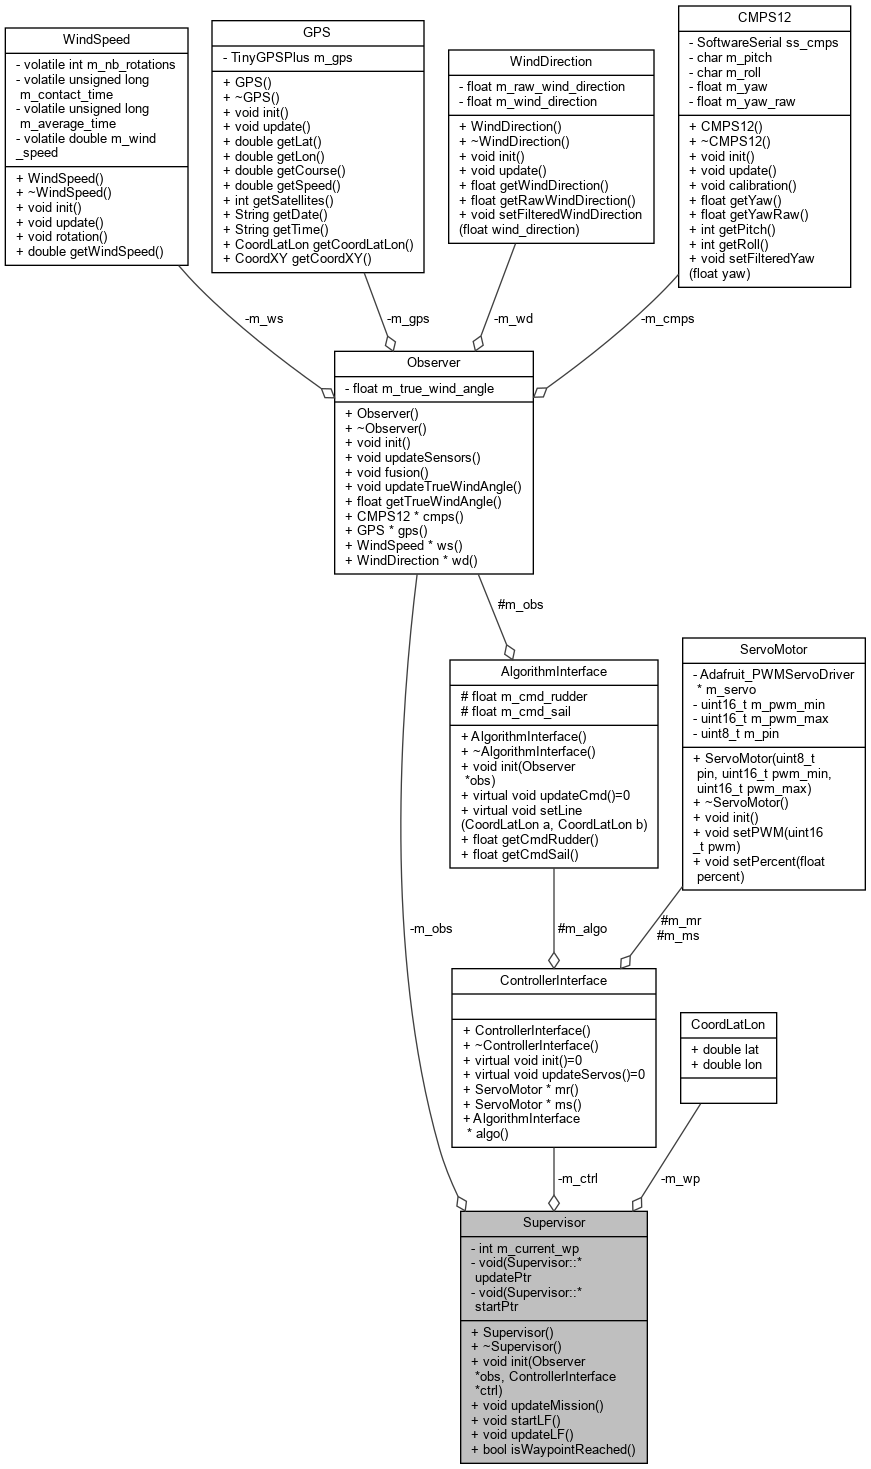 WindSpeed
- volatile int m_nb_rotations
- volatile unsigned long
m_contact_time
- volatile unsigned long
m_average_time
- volatile double m_wind
_speed
+ WindSpeed()
+ ~WindSpeed()
+ void init()
+ void update()
+ void rotation()
+ double getWindSpeed()
GPS
- TinyGPSPlus m_gps
+ GPS()
+ ~GPS()
+ void init()
+ void update()
+ double getLat()
+ double getLon()
+ double getCourse()
+ double getSpeed()
+ int getSatellites()
+ String getDate()
+ String getTime()
+ CoordLatLon getCoordLatLon()
+ CoordXY getCoordXY()
WindDirection
- float m_raw_wind_direction
- float m_wind_direction
+ WindDirection()
+ ~WindDirection()
+ void init()
+ void update()
+ float getWindDirection()
+ float getRawWindDirection()
+ void setFilteredWindDirection
(float wind_direction)
CMPS12
- SoftwareSerial ss_cmps
- char m_pitch
- char m_roll
- float m_yaw
- float m_yaw_raw
+ CMPS12()
+ ~CMPS12()
+ void init()
+ void update()
+ void calibration()
+ float getYaw()
+ float getYawRaw()
+ int getPitch()
+ int getRoll()
+ void setFilteredYaw
(float yaw)
-m_ws
-m_gps
-m_wd
-m_cmps
Observer
- float m_true_wind_angle
+ Observer()
+ ~Observer()
+ void init()
+ void updateSensors()
+ void fusion()
+ void updateTrueWindAngle()
+ float getTrueWindAngle()
+ CMPS12 * cmps()
+ GPS * gps()
+ WindSpeed * ws()
+ WindDirection * wd()
#m_obs
AlgorithmInterface
# float m_cmd_rudder
# float m_cmd_sail
+ AlgorithmInterface()
+ ~AlgorithmInterface()
+ void init(Observer
*obs)
+ virtual void updateCmd()=0
+ virtual void setLine
(CoordLatLon a, CoordLatLon b)
+ float getCmdRudder()
+ float getCmdSail()
ServoMotor
- Adafruit_PWMServoDriver
* m_servo
- uint16_t m_pwm_min
- uint16_t m_pwm_max
- uint8_t m_pin
+ ServoMotor(uint8_t
pin, uint16_t pwm_min,
uint16_t pwm_max)
+ ~ServoMotor()
+ void init()
+ void setPWM(uint16
_t pwm)
+ void setPercent(float
percent)
-m_obs
#m_algo
#m_mr
#m_ms
ControllerInterface
+ ControllerInterface()
+ ~ControllerInterface()
+ virtual void init()=0
+ virtual void updateServos()=0
+ ServoMotor * mr()
+ ServoMotor * ms()
+ AlgorithmInterface
* algo()
CoordLatLon
+ double lat
+ double lon
-m_ctrl
-m_wp
Supervisor
- int m_current_wp
- void(Supervisor::*
updatePtr
- void(Supervisor::*
startPtr
+ Supervisor()
+ ~Supervisor()
+ void init(Observer
*obs, ControllerInterface
*ctrl)
+ void updateMission()
+ void startLF()
+ void updateLF()
+ bool isWaypointReached()